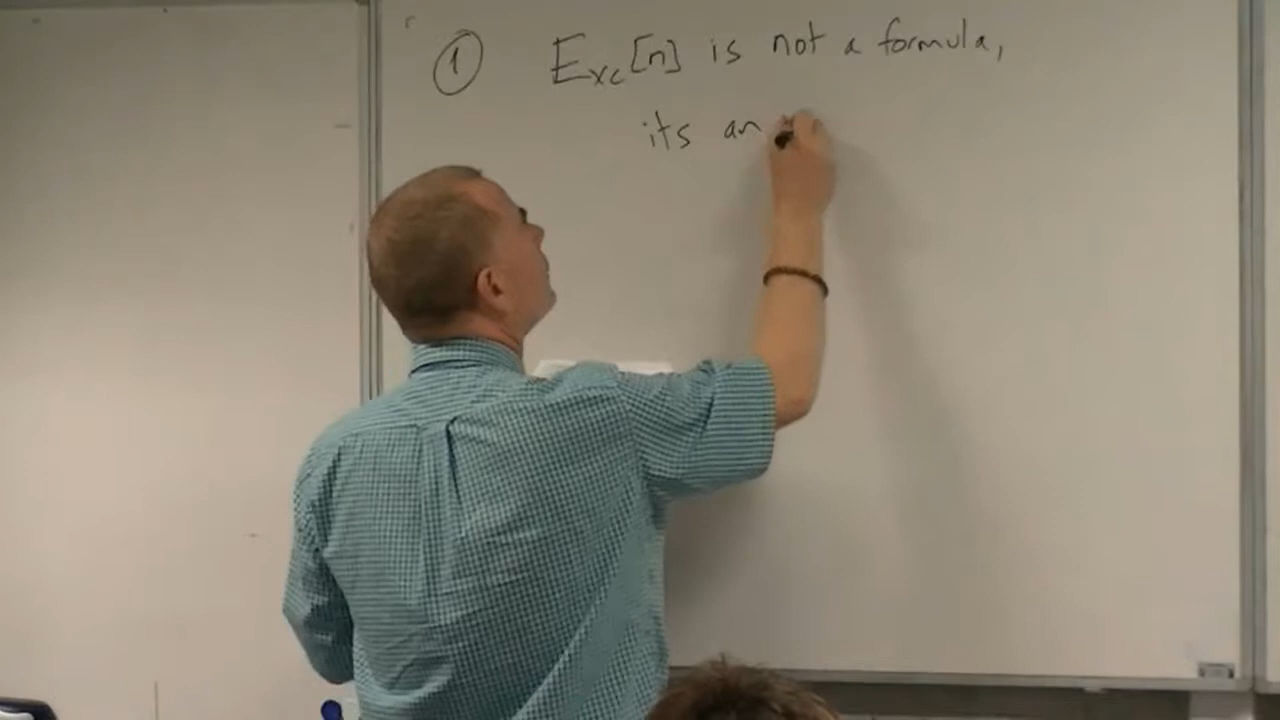 ① Exc[n] is not a formula,
its an